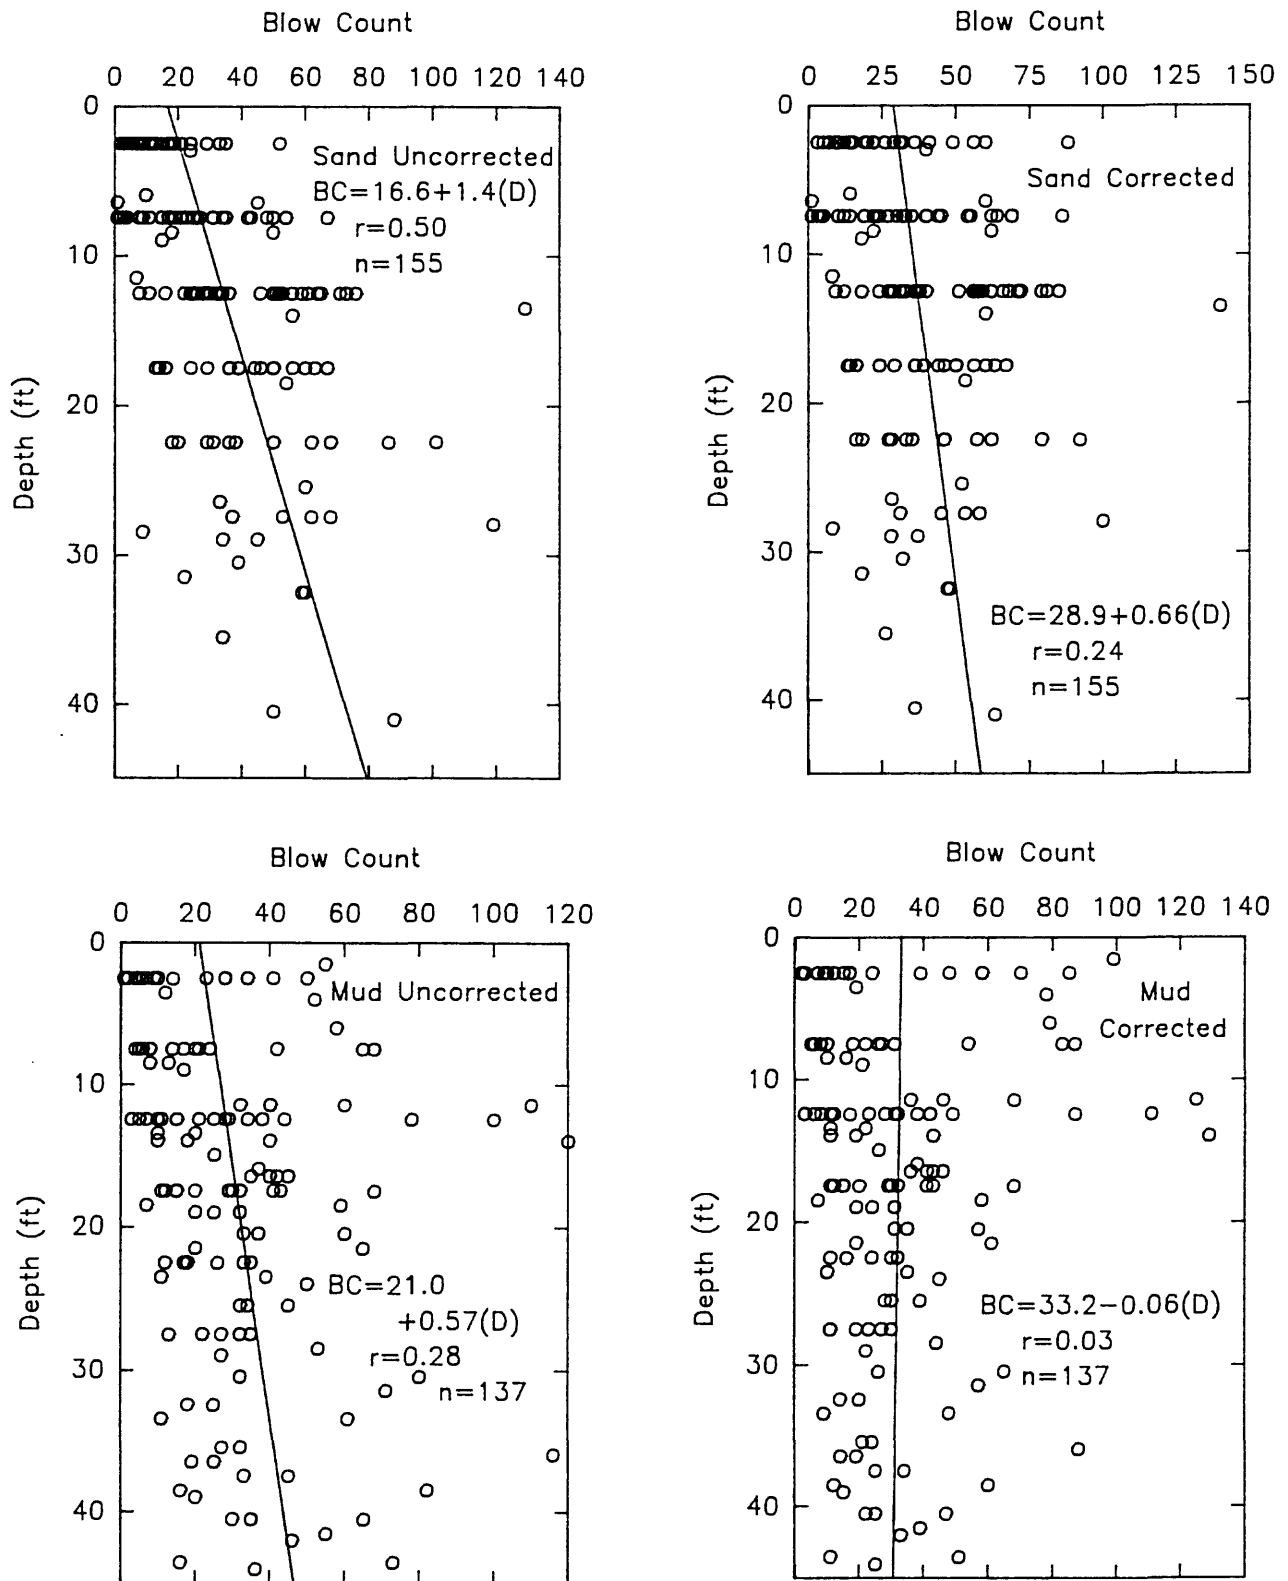 Blow Count
0 20 40 60 80 100 120 140
0
10
20
30
40
Depth (ft)
Sand Uncorrected
BC=16.6+1.4(D)
r=0.50
n=155
Blow Count
0 25 50 75 100 125 150
0
10
20
30
40
Depth (ft)
Sand Corrected
BC=28.9+0.66(D)
r=0.24
n=155
Blow Count
0 20 40 60 80 100 120
0
10
20
30
40
Depth (ft)
Mud Uncorrected
BC=21.0
+0.57(D)
r=0.28
n=137
Blow Count
0 20 40 60 80 100 120 140
0
10
20
30
40
Depth (ft)
Mud
Corrected
BC=33.2-0.06(D)
r=0.03
n=137